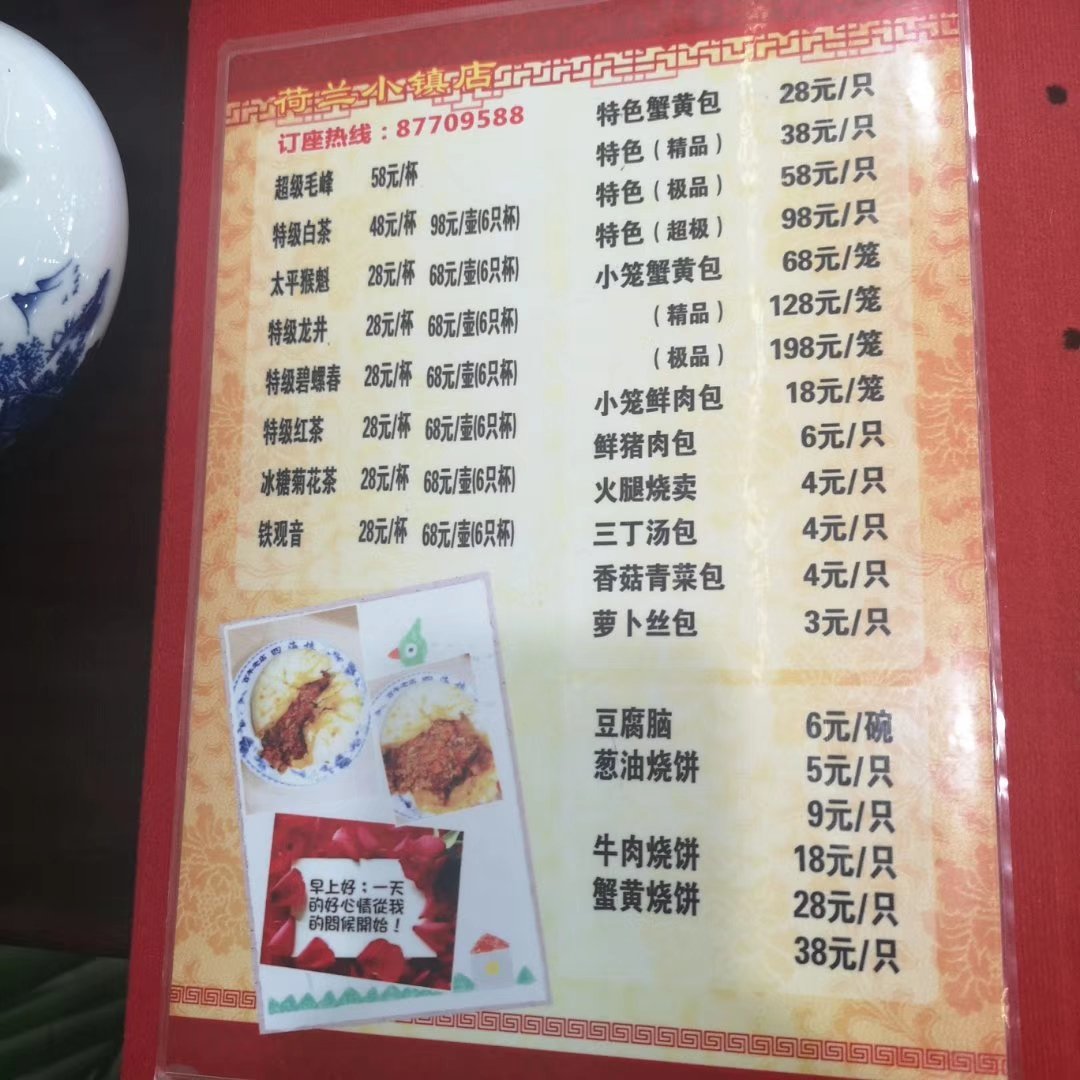 荷兰小镇店
订座热线：87709588
超级毛峰 58元/杯
特级白茶 48元/杯 98元/壶(6只杯)
太平猴魁 28元/杯 68元/壶(6只杯)
特级龙井 28元/杯 68元/壶(6只杯)
特级碧螺春 28元/杯 68元/壶(6只杯)
特级红茶 28元/杯 68元/壶(6只杯)
冰糖菊花茶 28元/杯 68元/壶(6只杯)
铁观音 28元/杯 68元/壶(6只杯)
特色蟹黄包 28元/只
特色（精品） 38元/只
特色（极品） 58元/只
特色（超极） 98元/只
小笼蟹黄包 68元/笼
（精品） 128元/笼
（极品） 198元/笼
小笼鲜肉包 18元/笼
鲜猪肉包 6元/只
火腿烧卖 4元/只
三丁汤包 4元/只
香菇青菜包 4元/只
萝卜丝包 3元/只
豆腐脑 6元/碗
葱油烧饼 5元/只
9元/只
牛肉烧饼 18元/只
蟹黄烧饼 28元/只
38元/只
早上好；一天
的好心情從我
的問候開始！